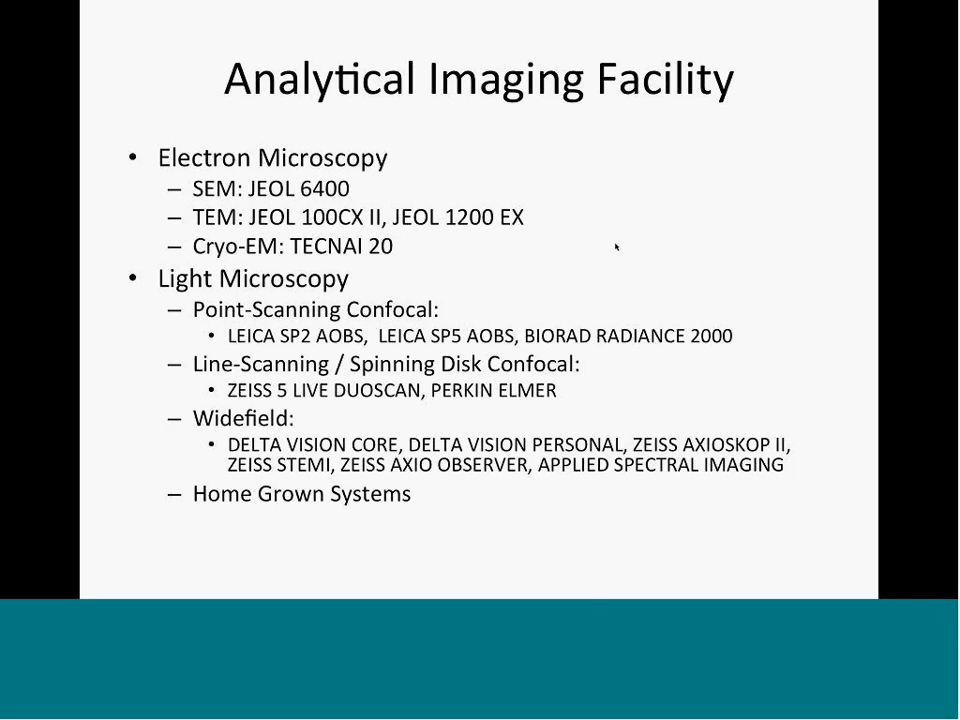 Analytical Imaging Facility
• Electron Microscopy
– SEM: JEOL 6400
– TEM: JEOL 100CX II, JEOL 1200 EX
– Cryo-EM: TECNAI 20
• Light Microscopy
– Point-Scanning Confocal:
• LEICA SP2 AOBS,  LEICA SP5 AOBS, BIORAD RADIANCE 2000
– Line-Scanning / Spinning Disk Confocal:
• ZEISS 5 LIVE DUOSCAN, PERKIN ELMER
– Widefield:
• DELTA VISION CORE, DELTA VISION PERSONAL, ZEISS AXIOSKOP II,
ZEISS STEMI, ZEISS AXIO OBSERVER, APPLIED SPECTRAL IMAGING
– Home Grown Systems